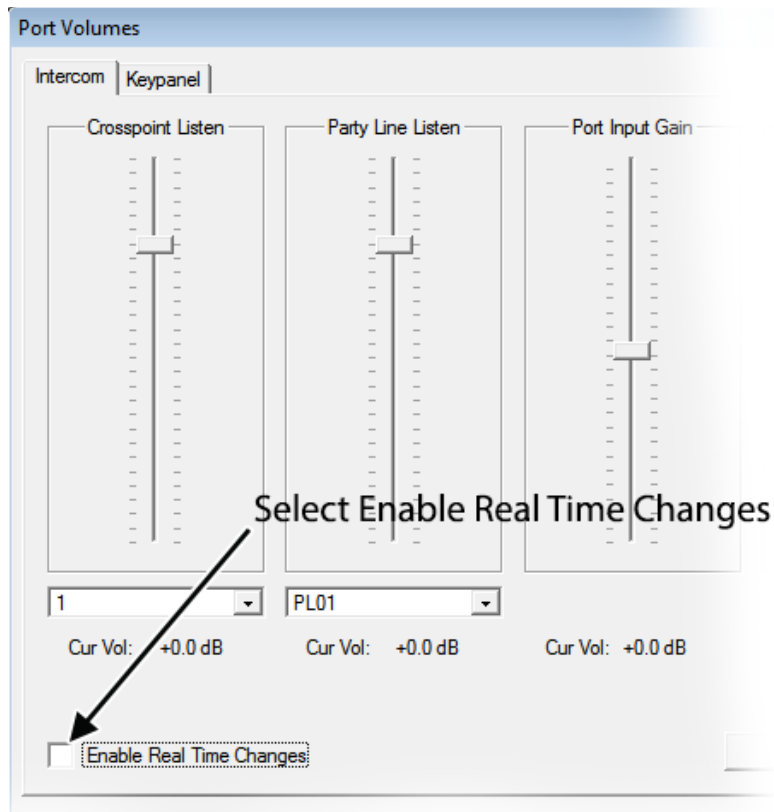 Port Volumes
Intercom Keypanel
Crosspoint Listen Party Line Listen Port Input Gain
Select Enable Real Time Changes
1 PL01
Cur Vol: +0.0 dB Cur Vol: +0.0 dB Cur Vol: +0.0 dB
Enable Real Time Changes